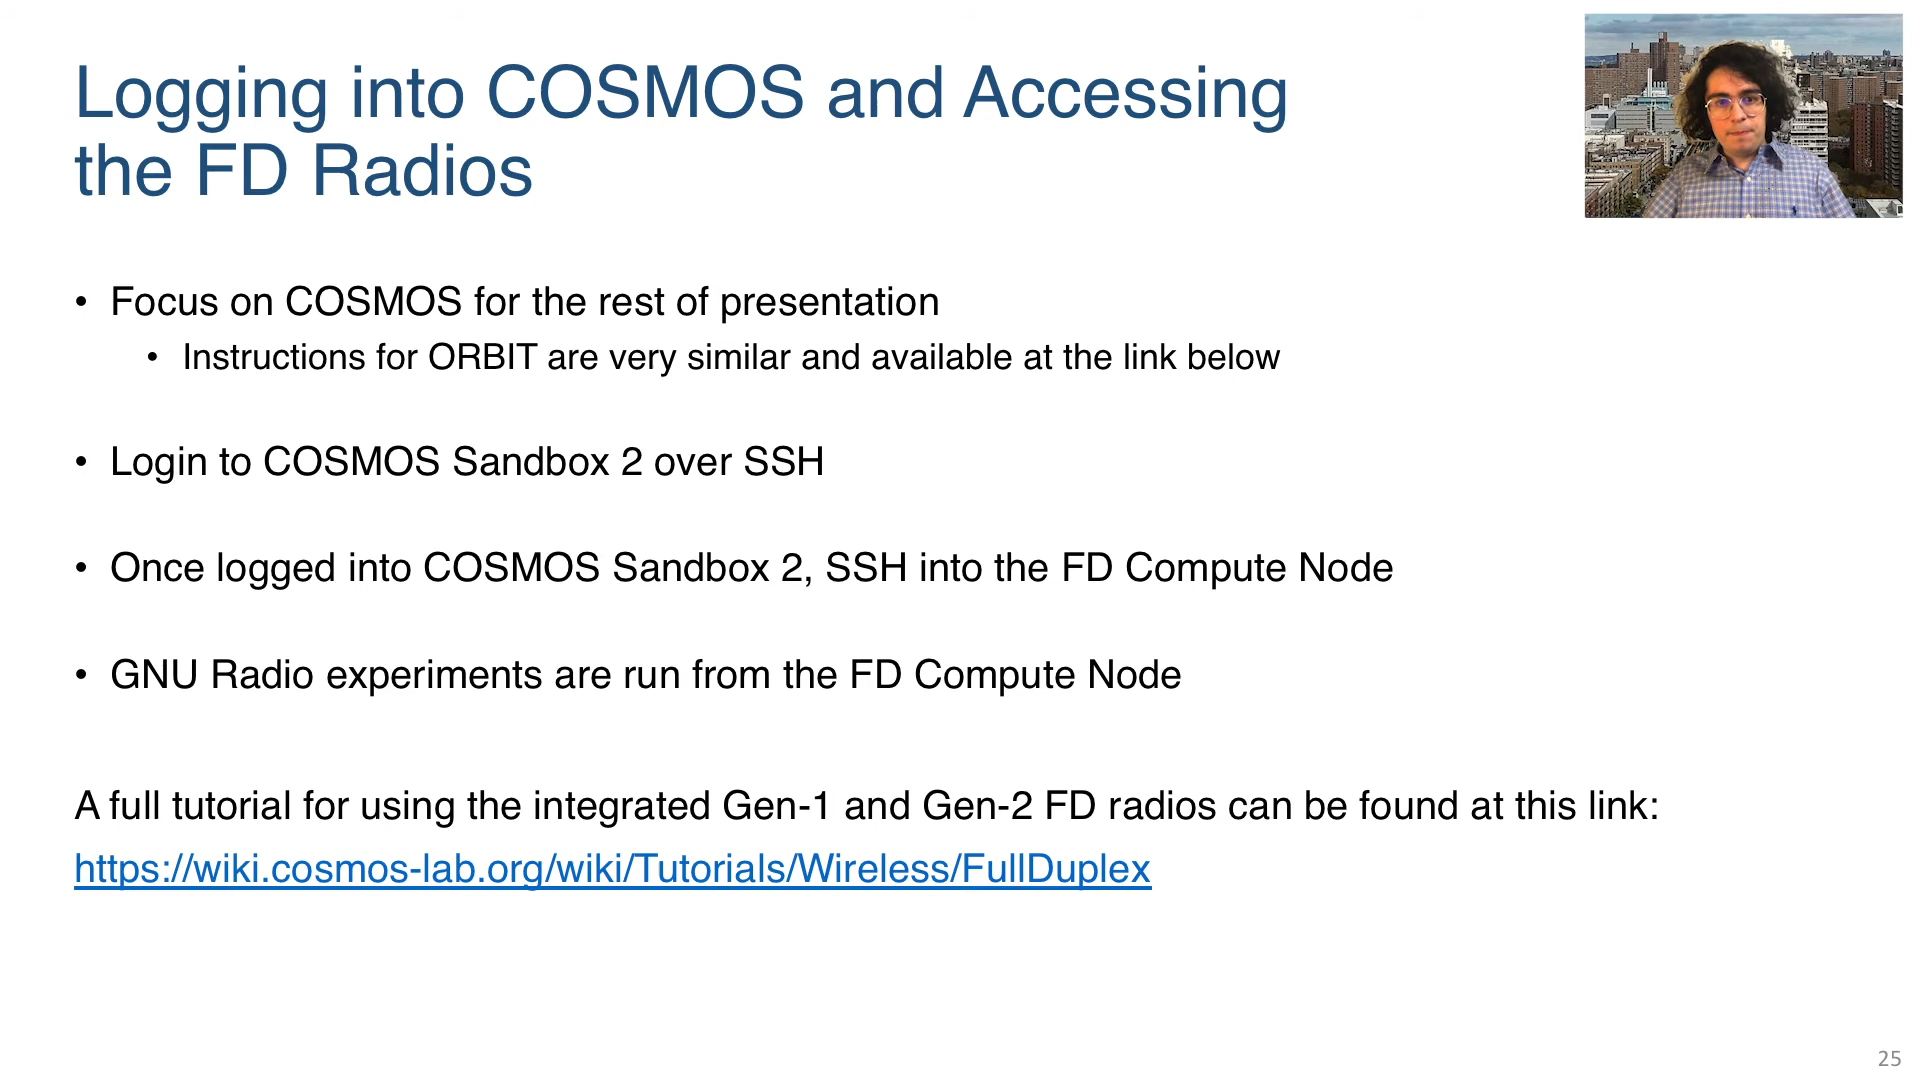 Logging into COSMOS and Accessing
the FD Radios
• Focus on COSMOS for the rest of presentation
• Instructions for ORBIT are very similar and available at the link below
• Login to COSMOS Sandbox 2 over SSH
• Once logged into COSMOS Sandbox 2, SSH into the FD Compute Node
• GNU Radio experiments are run from the FD Compute Node
A full tutorial for using the integrated Gen-1 and Gen-2 FD radios can be found at this link:
https://wiki.cosmos-lab.org/wiki/Tutorials/Wireless/FullDuplex
25